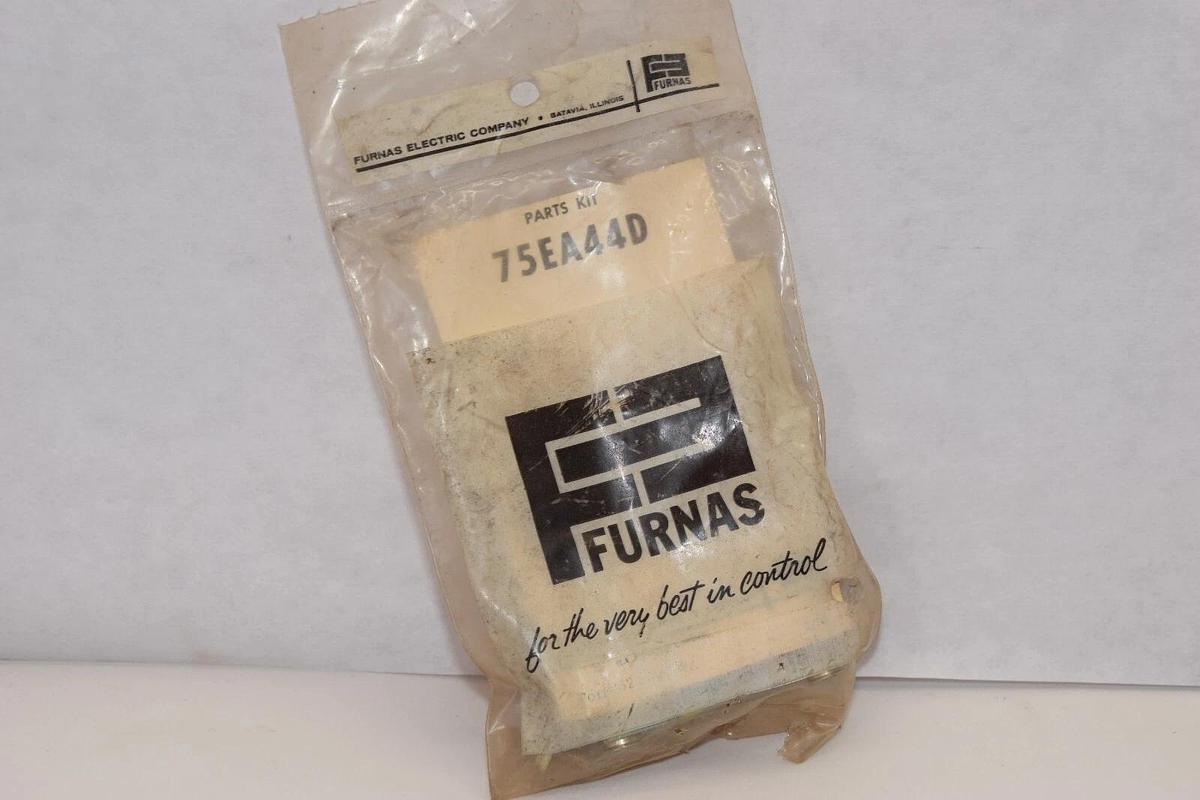 FURNAS ELECTRIC COMPANY • BATAVIA, ILLINOIS
FURNAS
PARTS KIT
75EA44D
FURNAS
for the very best in control